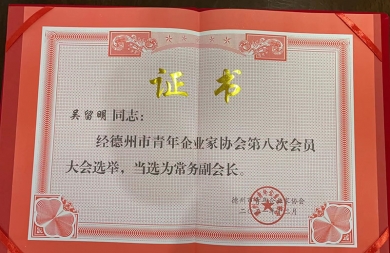 证书
吴留明同志：
经德州市青年企业家协会第八次会员
大会选举，当选为常务副会长。
德州市青年企业家协会